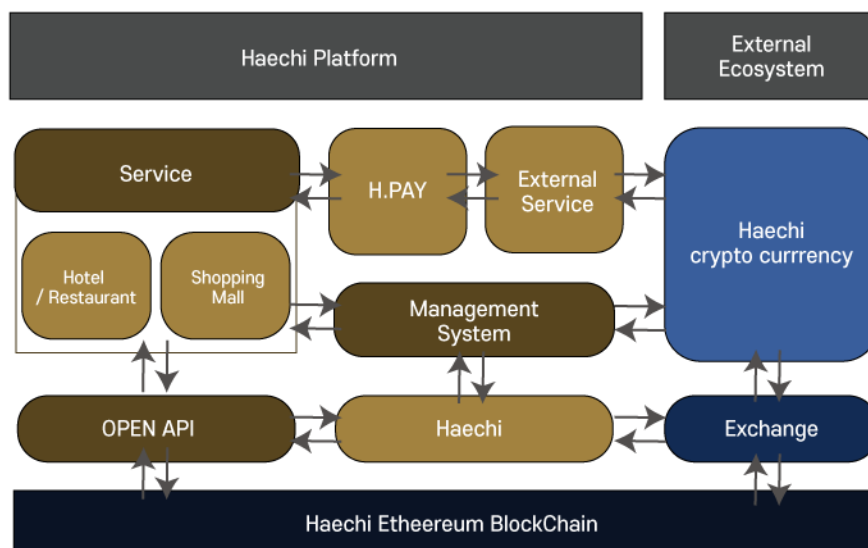 Haechi Platform
External
Ecosystem
Service
H.PAY
External
Service
Haechi
crypto currrency
Hotel
/ Restaurant
Shopping
Mall
Management
System
OPEN API
Haechi
Exchange
Haechi Etheereum BlockChain